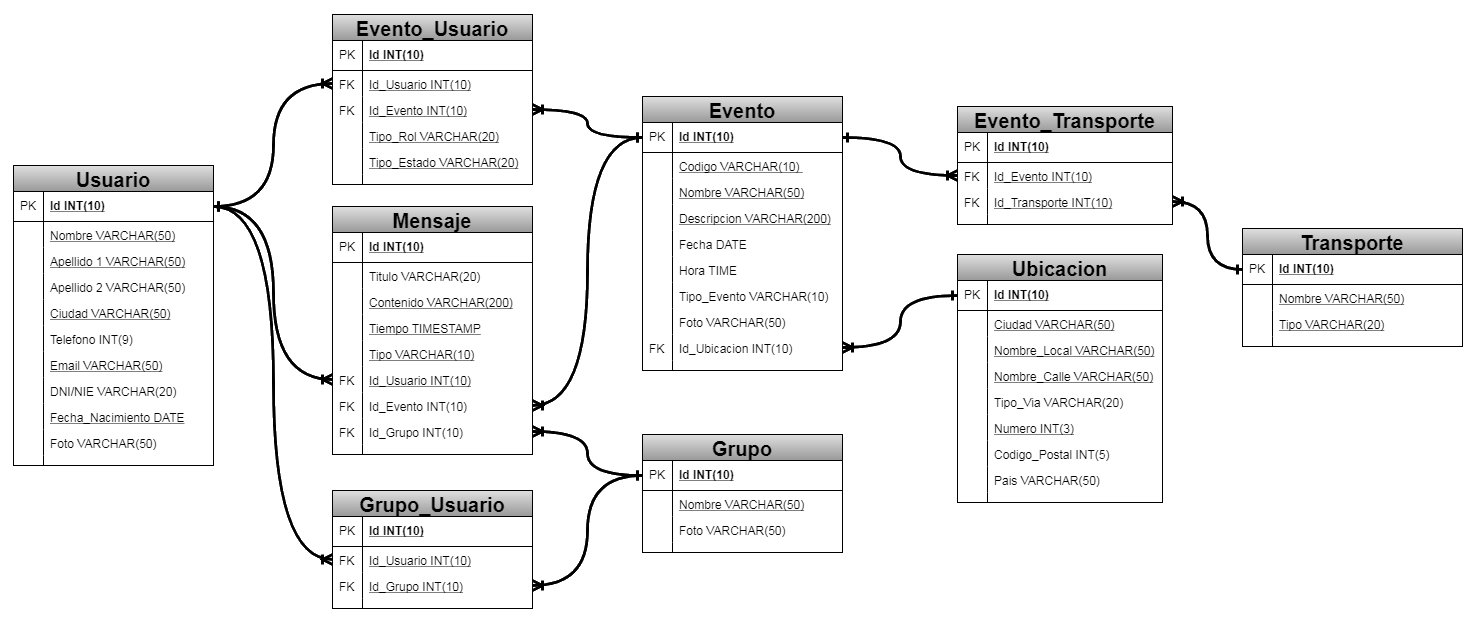 Evento_Usuario
PK Id INT(10)
FK Id_Usuario INT(10)
FK Id_Evento INT(10)
Tipo_Rol VARCHAR(20)
Tipo_Estado VARCHAR(20)
Usuario
PK Id INT(10)
Nombre VARCHAR(50)
Apellido 1 VARCHAR(50)
Apellido 2 VARCHAR(50)
Ciudad VARCHAR(50)
Telefono INT(9)
Email VARCHAR(50)
DNI/NIE VARCHAR(20)
Fecha_Nacimiento DATE
Foto VARCHAR(50)
Mensaje
PK Id INT(10)
Titulo VARCHAR(20)
Contenido VARCHAR(200)
Tiempo TIMESTAMP
Tipo VARCHAR(10)
FK Id_Usuario INT(10)
FK Id_Evento INT(10)
FK Id_Grupo INT(10)
Grupo_Usuario
PK Id INT(10)
FK Id_Usuario INT(10)
FK Id_Grupo INT(10)
Evento
PK Id INT(10)
Codigo VARCHAR(10)
Nombre VARCHAR(50)
Descripcion VARCHAR(200)
Fecha DATE
Hora TIME
Tipo_Evento VARCHAR(10)
Foto VARCHAR(50)
FK Id_Ubicacion INT(10)
Grupo
PK Id INT(10)
Nombre VARCHAR(50)
Foto VARCHAR(50)
Evento_Transporte
PK Id INT(10)
FK Id_Evento INT(10)
FK Id_Transporte INT(10)
Ubicacion
PK Id INT(10)
Ciudad VARCHAR(50)
Nombre_Local VARCHAR(50)
Nombre_Calle VARCHAR(50)
Tipo_Via VARCHAR(20)
Numero INT(3)
Codigo_Postal INT(5)
Pais VARCHAR(50)
Transporte
PK Id INT(10)
Nombre VARCHAR(50)
Tipo VARCHAR(20)